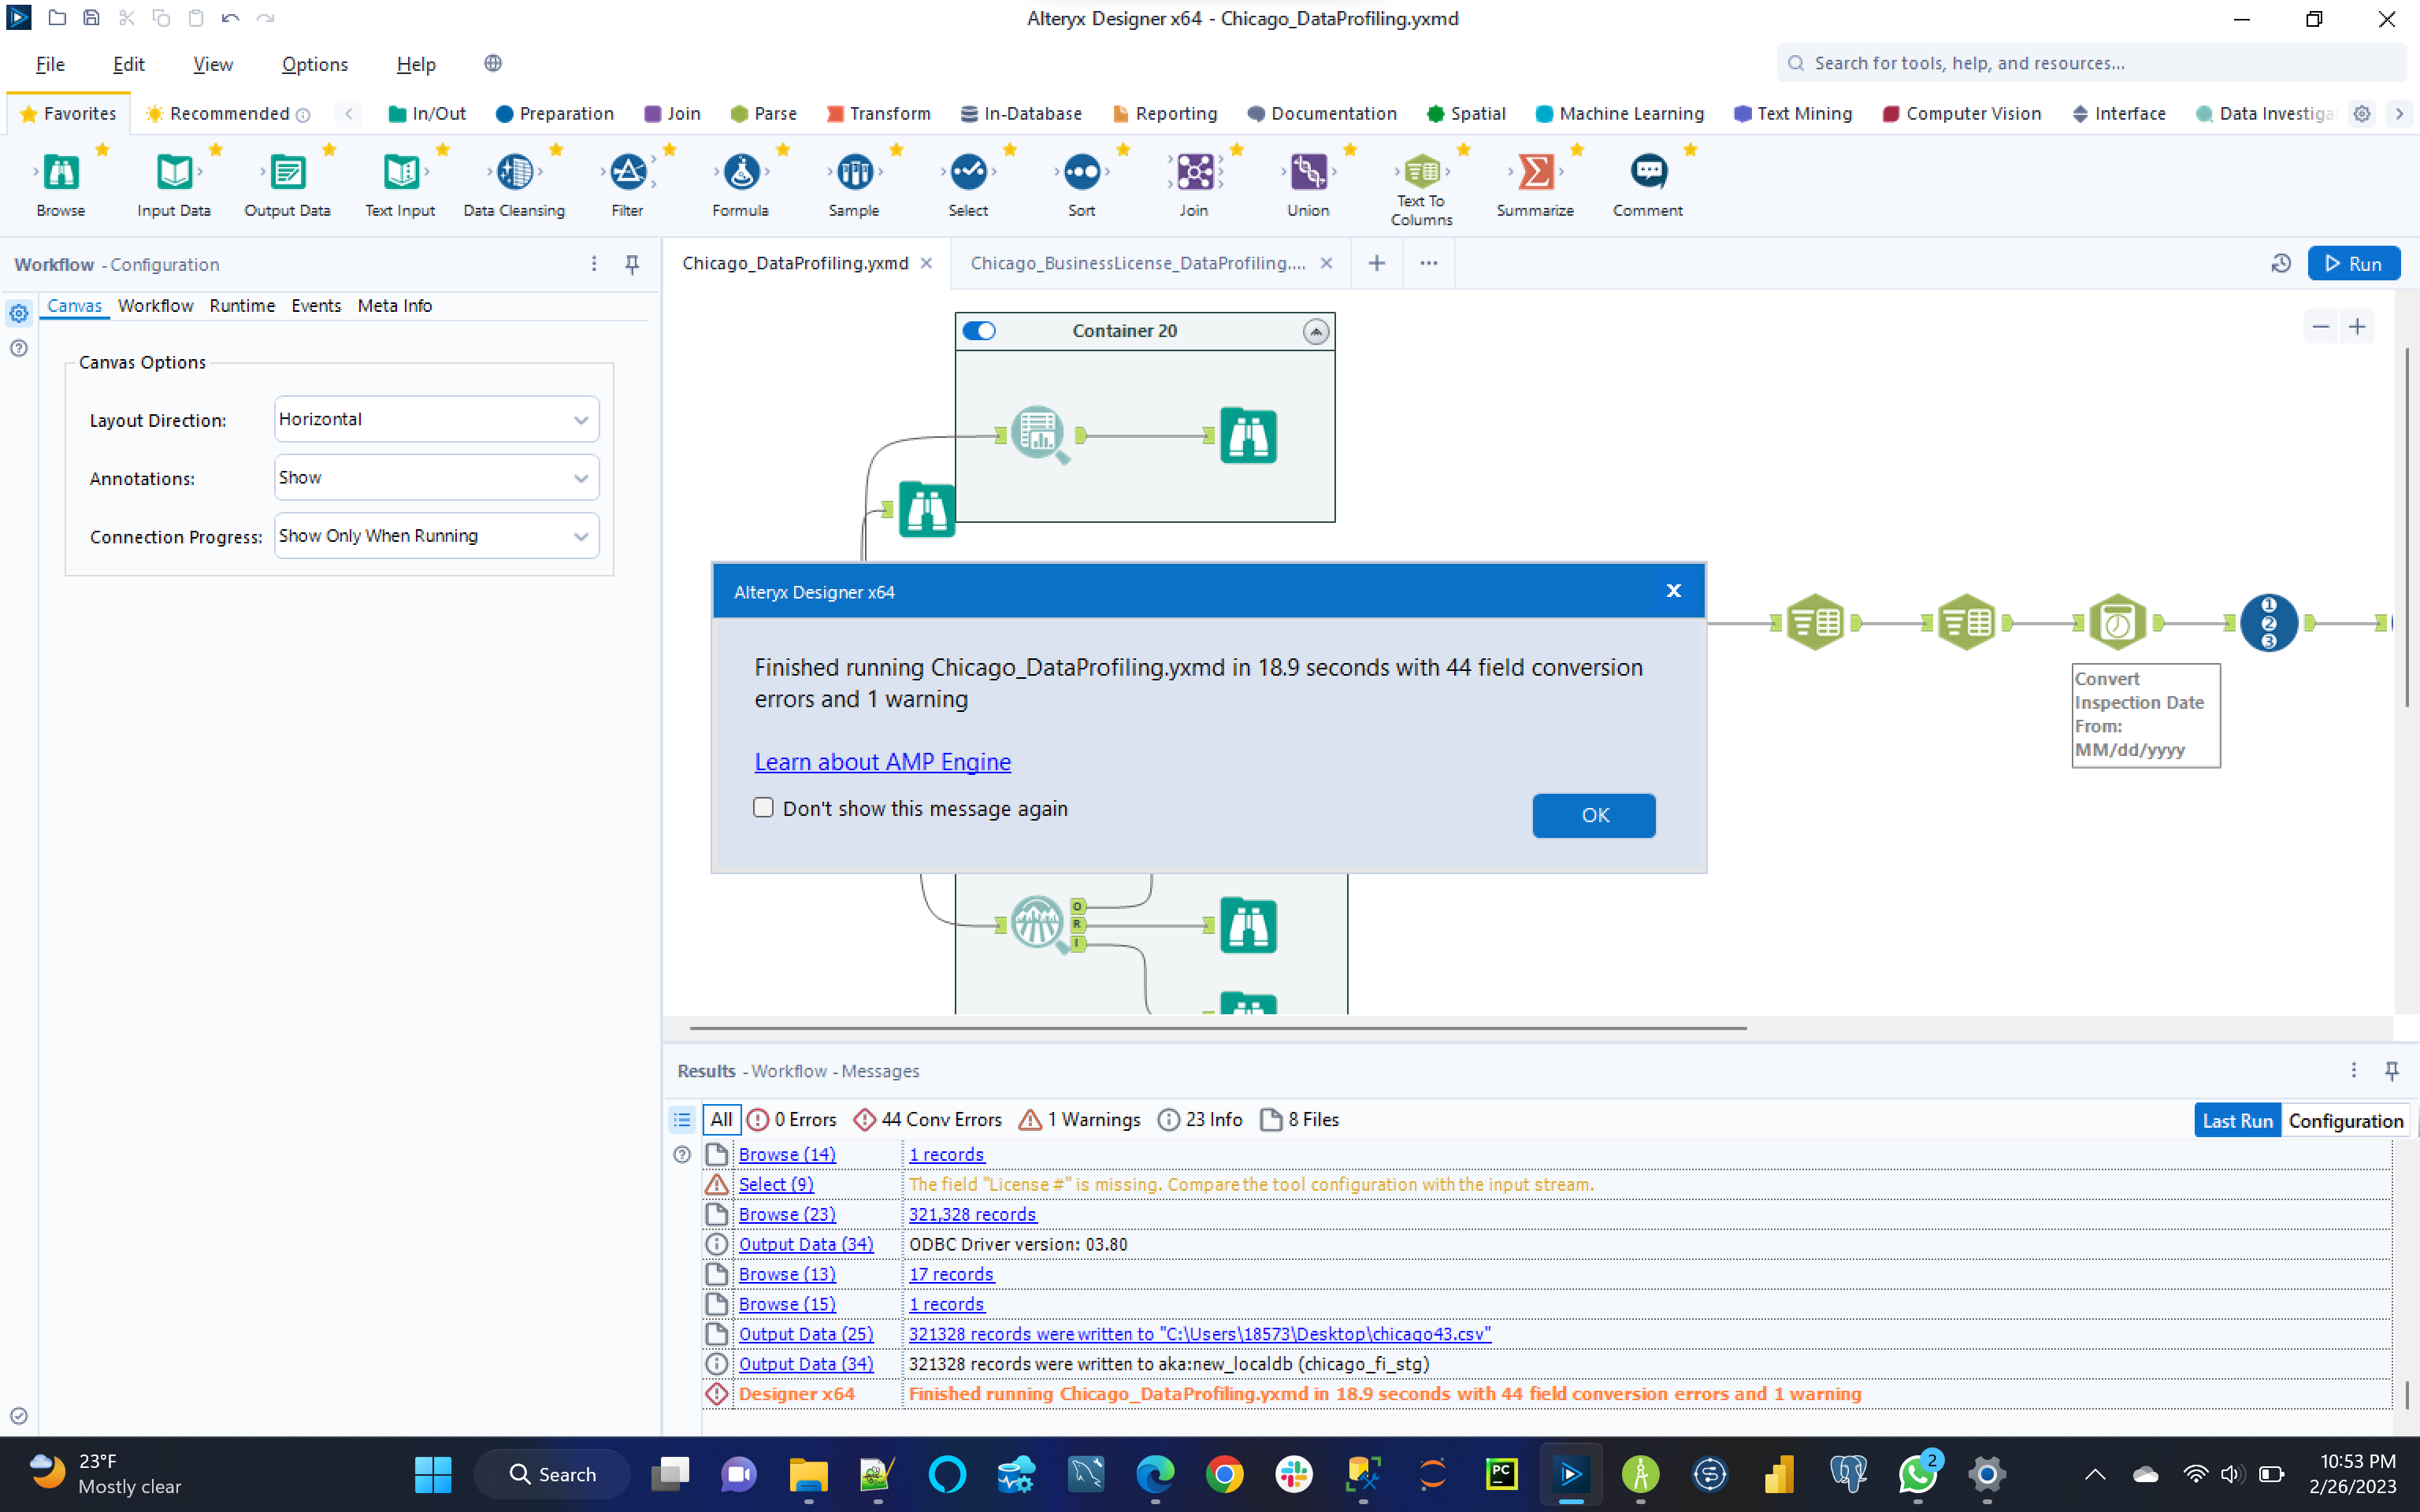 Alteryx Designer x64 - Chicago_DataProfiling.yxmd
File Edit View Options Help
Search for tools, help, and resources...
Favorites Recommended In/Out Preparation Join Parse Transform In-Database Reporting Documentation Spatial Machine Learning Text Mining Computer Vision Interface Data Investiga
Browse Input Data Output Data Text Input Data Cleansing Filter Formula Sample Select Sort Join Union Text To Columns Summarize Comment
Workflow - Configuration
Chicago_DataProfiling.yxmd
Chicago_BusinessLicense_DataProfiling....
Run
Canvas Workflow Runtime Events Meta Info
Canvas Options
Layout Direction: Horizontal
Annotations: Show
Connection Progress: Show Only When Running
Container 20
Alteryx Designer x64
Finished running Chicago_DataProfiling.yxmd in 18.9 seconds with 44 field conversion
errors and 1 warning
Learn about AMP Engine
Don't show this message again
OK
1
2
3
Convert
Inspection Date
From:
MM/dd/yyyy
O
R
I
Results - Workflow - Messages
All 0 Errors 44 Conv Errors 1 Warnings 23 Info 8 Files
Last Run Configuration
Browse (14) 1 records
Select (9) The field "License #" is missing. Compare the tool configuration with the input stream.
Browse (23) 321,328 records
Output Data (34) ODBC Driver version: 03.80
Browse (13) 17 records
Browse (15) 1 records
Output Data (25) 321328 records were written to "C:\Users\18573\Desktop\chicago43.csv"
Output Data (34) 321328 records were written to aka:new_localdb (chicago_fi_stg)
Designer x64 Finished running Chicago_DataProfiling.yxmd in 18.9 seconds with 44 field conversion errors and 1 warning
23°F
Mostly clear
Search
PC
2
10:53 PM
2/26/2023